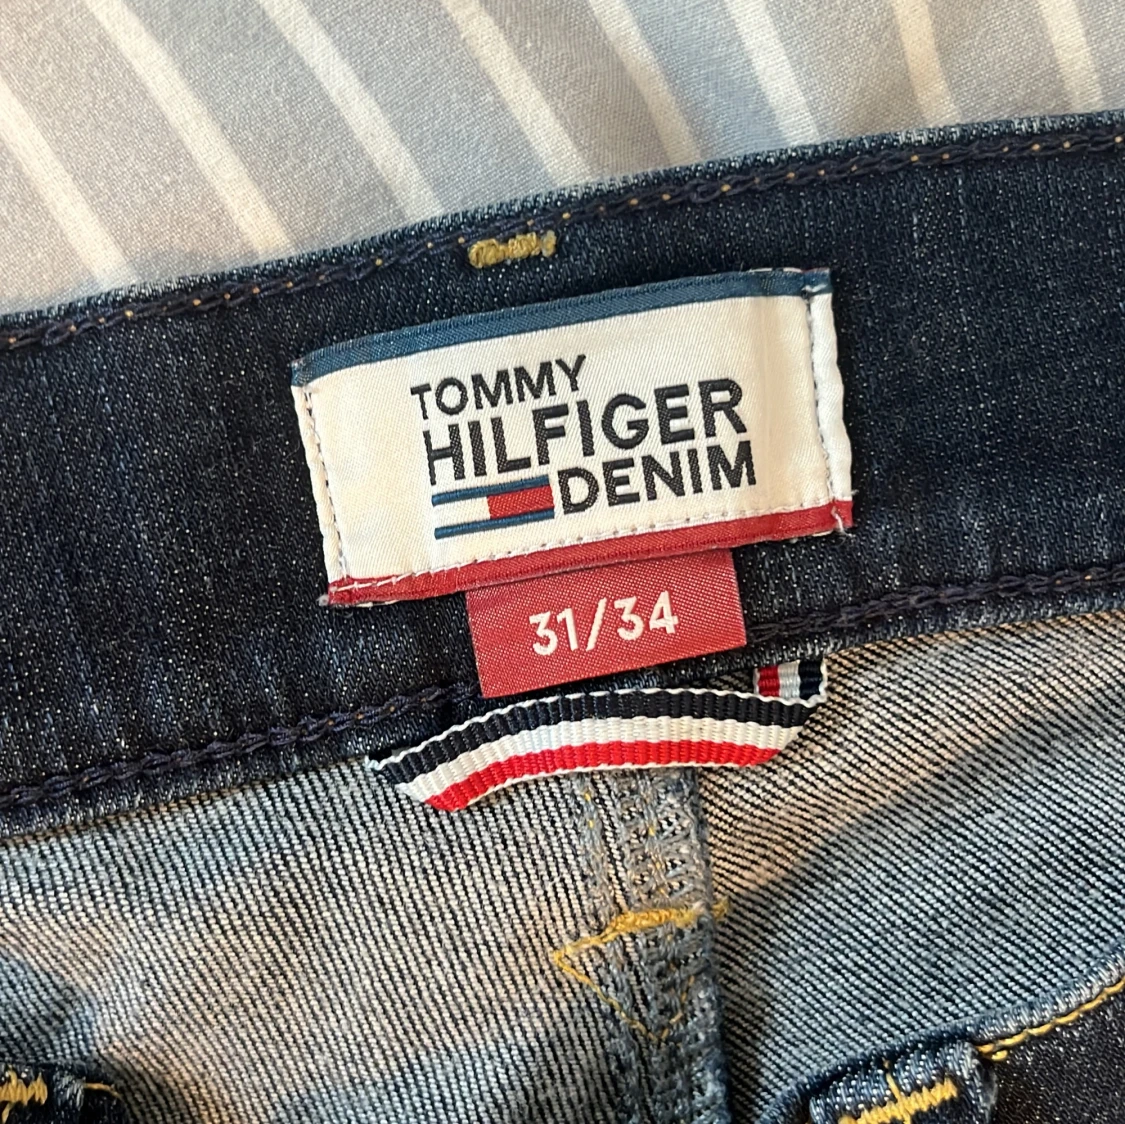 TOMMY
HILFIGER
DENIM
31/34